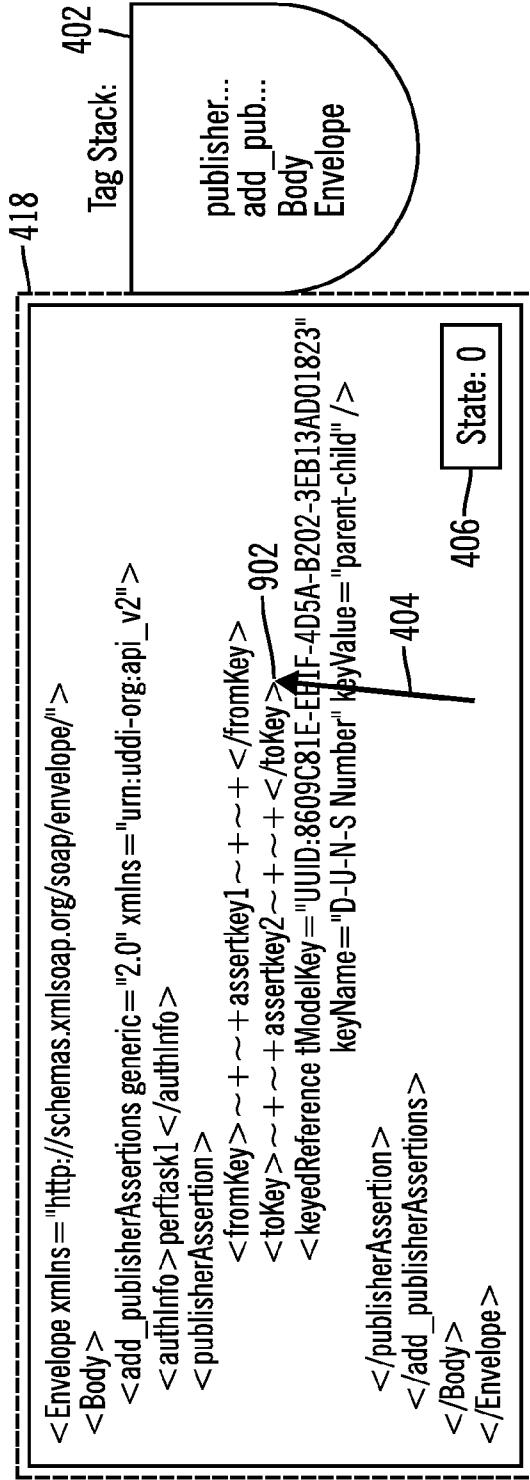 <Envelope xmlns="http://schemas.xmlsoap.org/soap/envelope/">
<Body>
<add_publisherAssertions generic="2.0" xmlns="urn:uddi-org:api_v2">
<authInfo>perftask1</authInfo>
<publisherAssertion>
<fromKey>~+~+assertkey1~+~+</fromKey>
<toKey>~+~+assertkey2~+~+</toKey>
<keyedReference tModelKey="UUID:8609C81E-EE1F-4D5A-B202-3EB13AD01823"
keyName="D-U-N-S Number" keyValue="parent-child" />
</publisherAssertion>
</add_publisherAssertions>
</Body>
</Envelope>
902
404
406
State: 0
418
Tag Stack:
402
publisher...
add_pub...
Body
Envelope